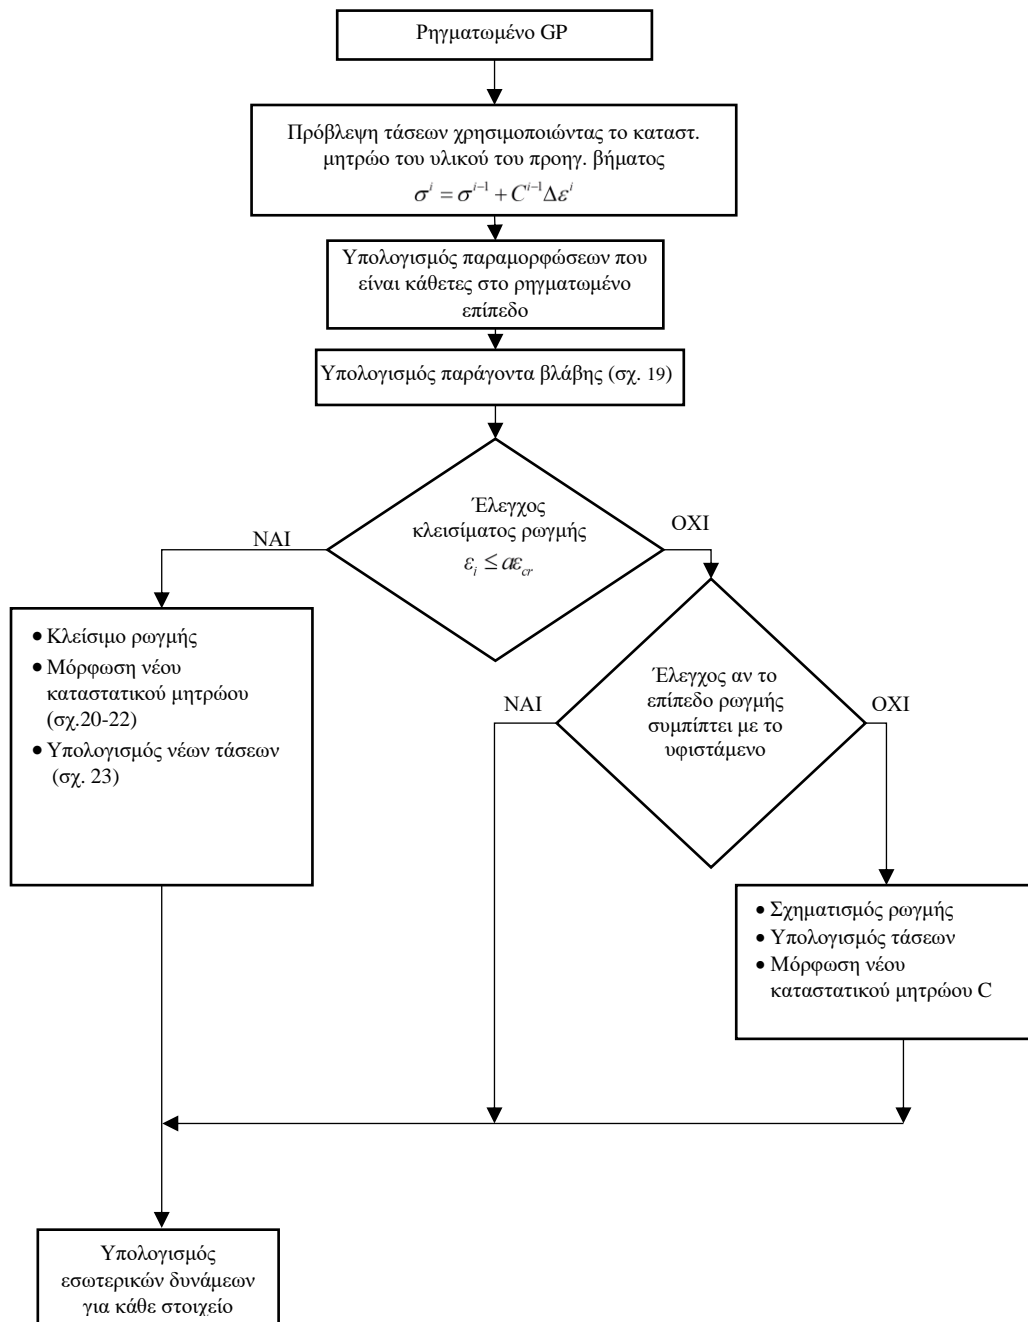 Ρηγματωμένο GP
Πρόβλεψη τάσεων χρησιμοποιώντας το καταστ.
μητρώο του υλικού του προηγ. βήματος
σ^i = σ^{i−1} + C^{i−1}Δε^i
Υπολογισμός παραμορφώσεων που
είναι κάθετες στο ρηγματωμένο
επίπεδο
Υπολογισμός παράγοντα βλάβης (σχ. 19)
Έλεγχος
κλεισίματος ρωγμής
ε_i ≤ αε_{cr}
ΝΑΙ
ΟΧΙ
• Κλείσιμο ρωγμής
• Μόρφωση νέου
καταστατικού μητρώου
(σχ.20-22)
• Υπολογισμός νέων τάσεων
(σχ. 23)
Έλεγχος αν το
επίπεδο ρωγμής
συμπίπτει με το
υφιστάμενο
ΝΑΙ
ΟΧΙ
• Σχηματισμός ρωγμής
• Υπολογισμός τάσεων
• Μόρφωση νέου
καταστατικού μητρώου C
Υπολογισμός
εσωτερικών δυνάμεων
για κάθε στοιχείο